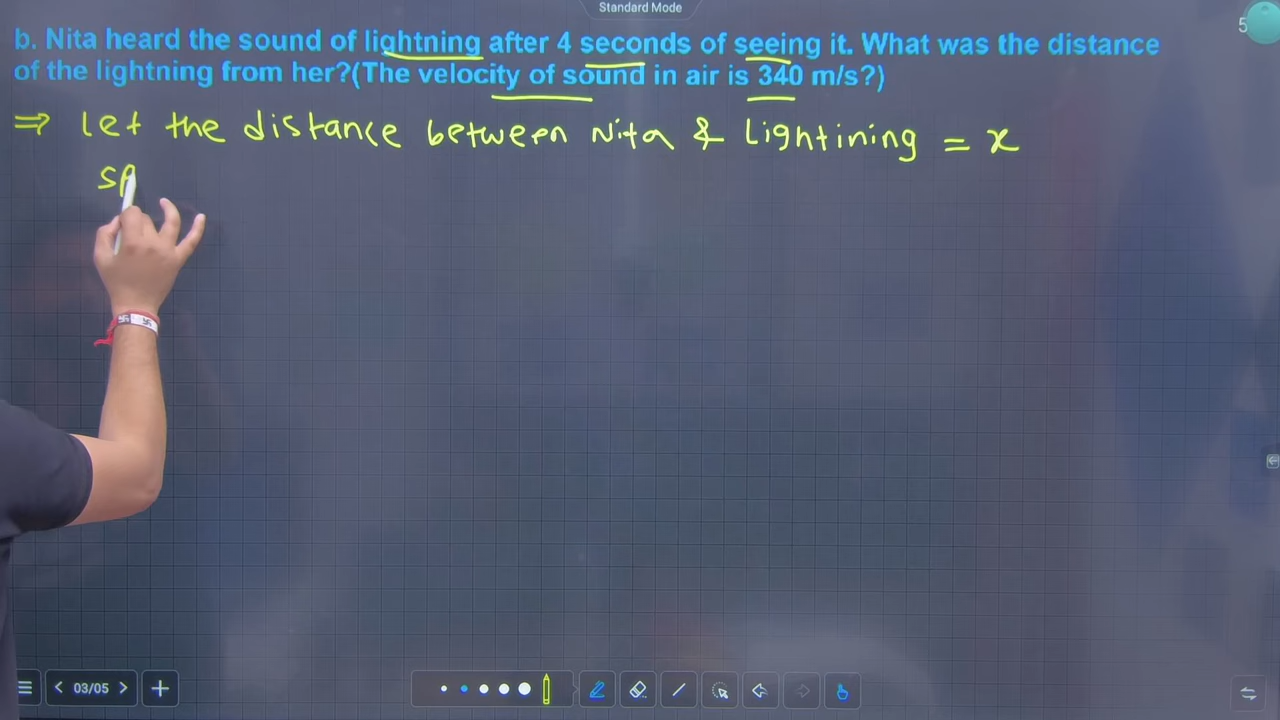 Standard Mode
5
b. Nita heard the sound of lightning after 4 seconds of seeing it. What was the distance
of the lightning from her?(The velocity of sound in air is 340 m/s?)
⇒ Let the distance between Nita & Lightining = x
sp
03/05